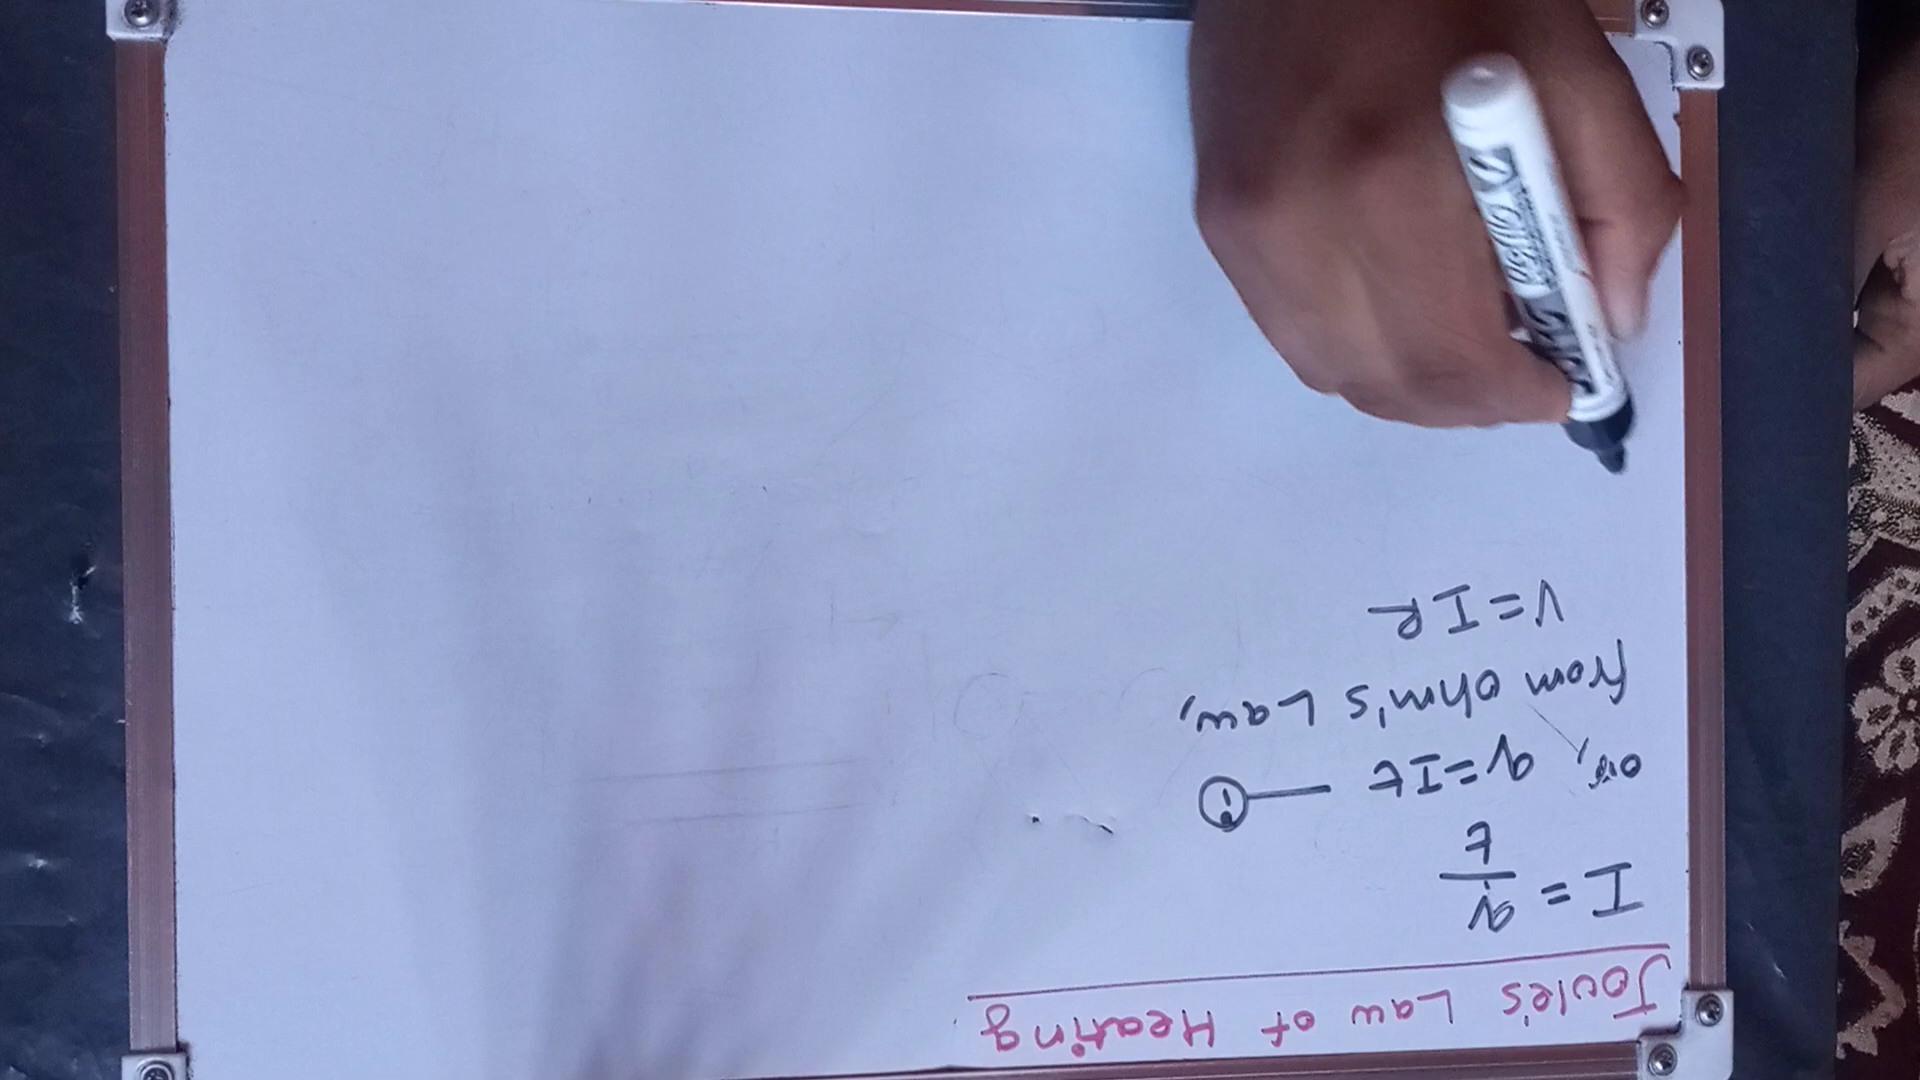 Joule's Law of Heating
I = q/t
or, q=It — (i)
from ohm's Law,
V=IR